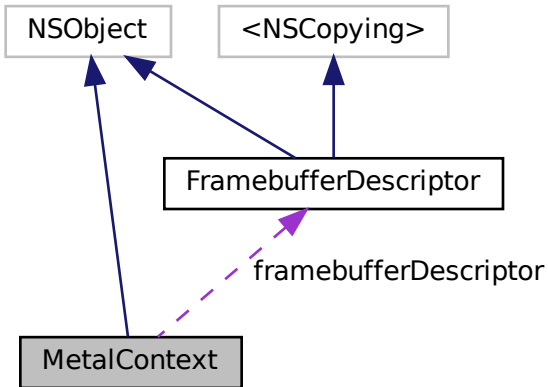 NSObject
<NSCopying>
FramebufferDescriptor
framebufferDescriptor
MetalContext